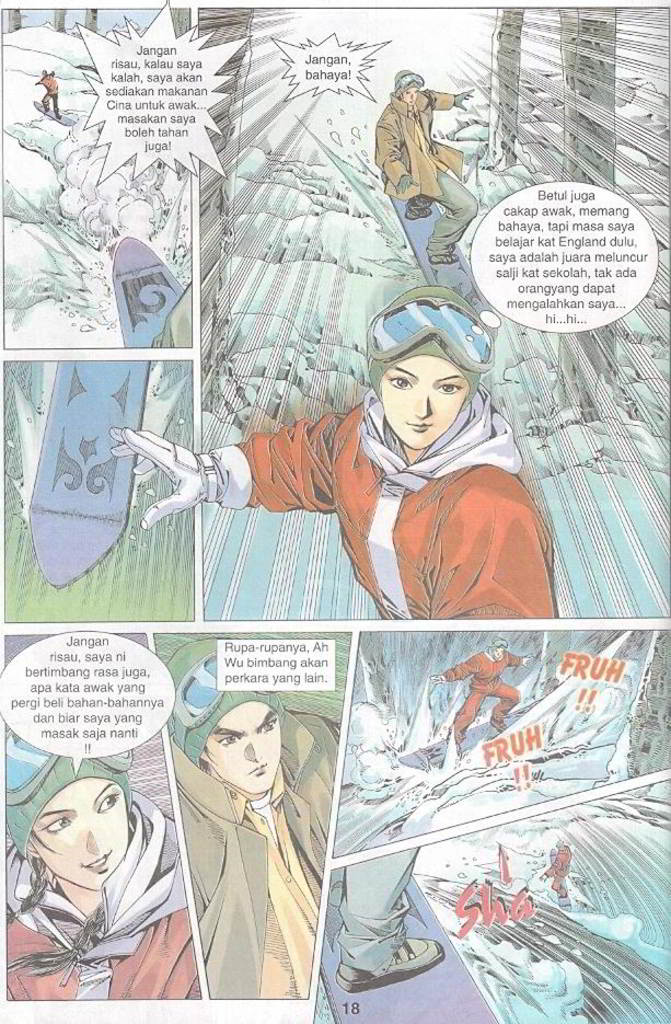 Jangan
risau, kalau saya
kalah, saya akan
sediakan makanan
Cina untuk awak...
masakan saya
boleh tahan
juga!
Jangan,
bahaya!
Betul juga
cakap awak, memang
bahaya, tapi masa saya
belajar kat England dulu,
saya adalah juara meluncur
salji kat sekolah, tak ada
orangyang dapat
mengalahkan saya...
hi...hi...
Jangan
risau, saya ni
bertimbang rasa juga,
apa kata awak yang
pergi beli bahan-bahannya
dan biar saya yang
masak saja nanti
!!
Rupa-rupanya, Ah
Wu bimbang akan
perkara yang lain.
FRUH
!!
FRUH
!!
Sha
18